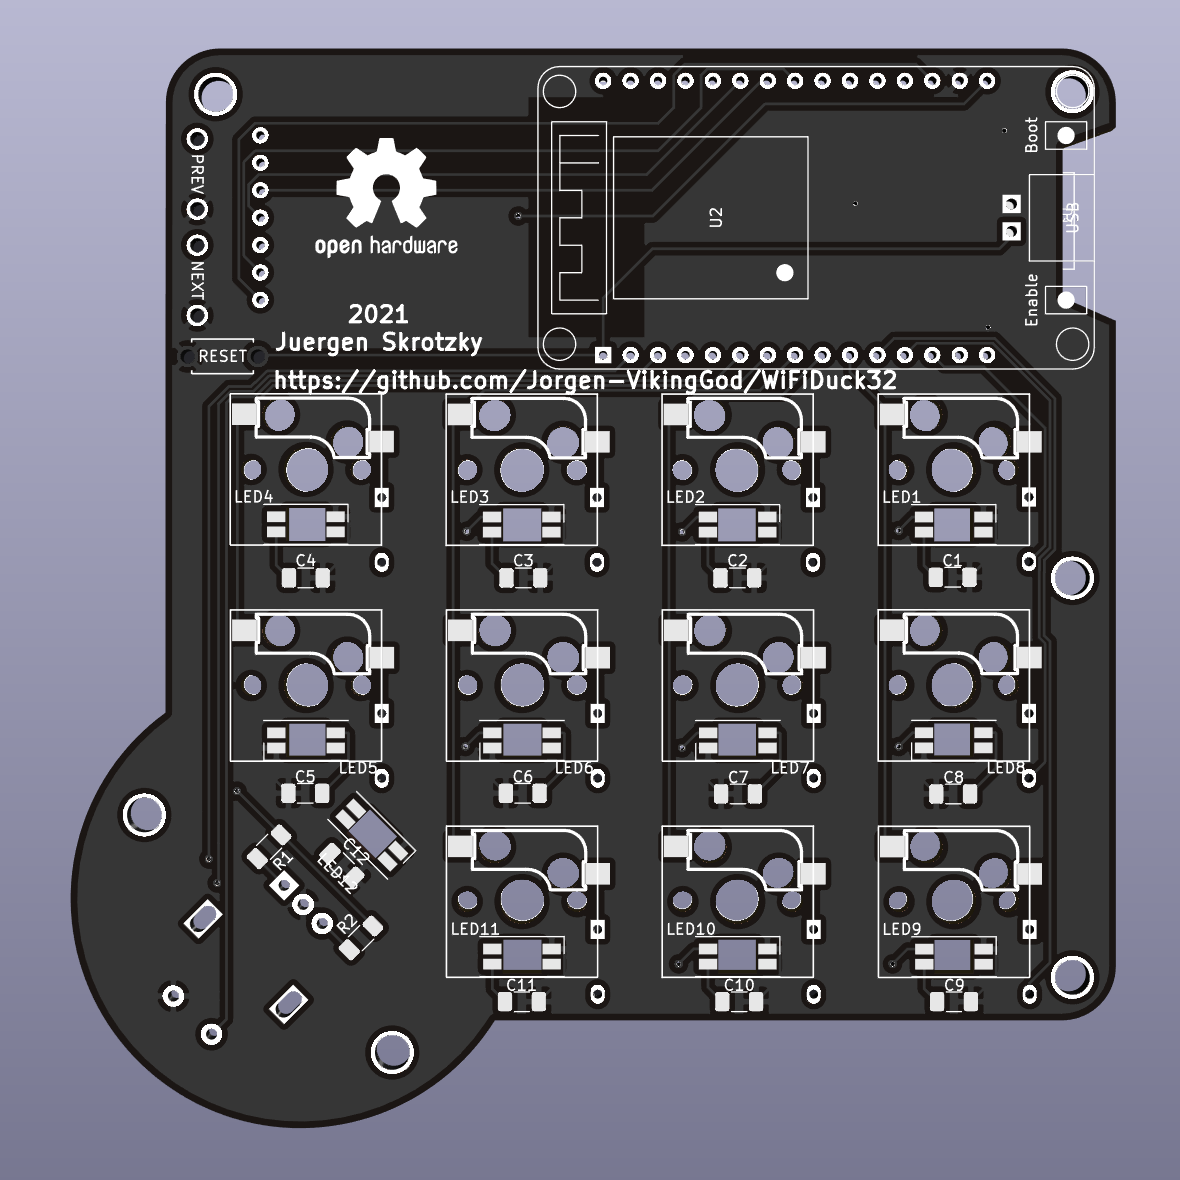 Boot
PREV
U2
USB
open hardware
NEXT
Enable
2021
Juergen Skrotzky
RESET
https://github.com/Jorgen-VikingGod/WiFiDuck32
LED4
LED3
LED2
LED1
C4
C3
C2
C1
LED5
LED6
LED7
LED8
C5
C6
C7
C8
C12
R1
LED12
R2
LED11
LED10
LED9
C11
C10
C9